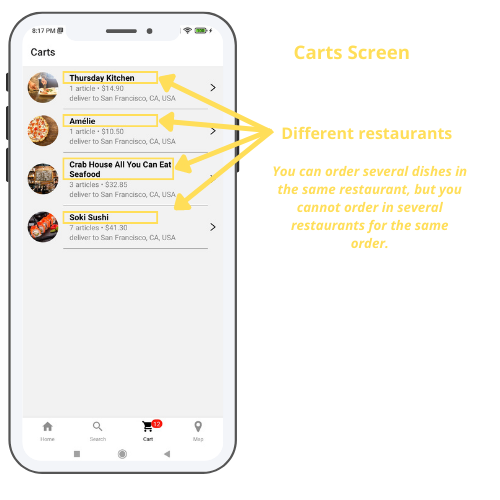 8:17 PM
Carts
Thursday Kitchen
1 article • $14.90
deliver to San Francisco, CA, USA
Amélie
1 article • $10.50
deliver to San Francisco, CA, USA
Crab House All You Can Eat
Seafood
3 articles • $32.85
deliver to San Francisco, CA, USA
Soki Sushi
7 articles • $41.30
deliver to San Francisco, CA, USA
Home
Search
12
Cart
Map
Carts Screen
Different restaurants
You can order several dishes in
the same restaurant, but you
cannot order in several
restaurants for the same
order.